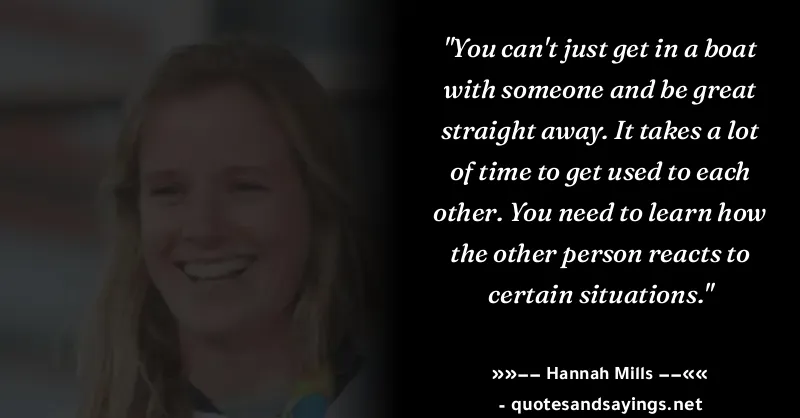 "You can't just get in a boat
with someone and be great
straight away. It takes a lot
of time to get used to each
other. You need to learn how
the other person reacts to
certain situations."
»»–– Hannah Mills ––««
- quotesandsayings.net